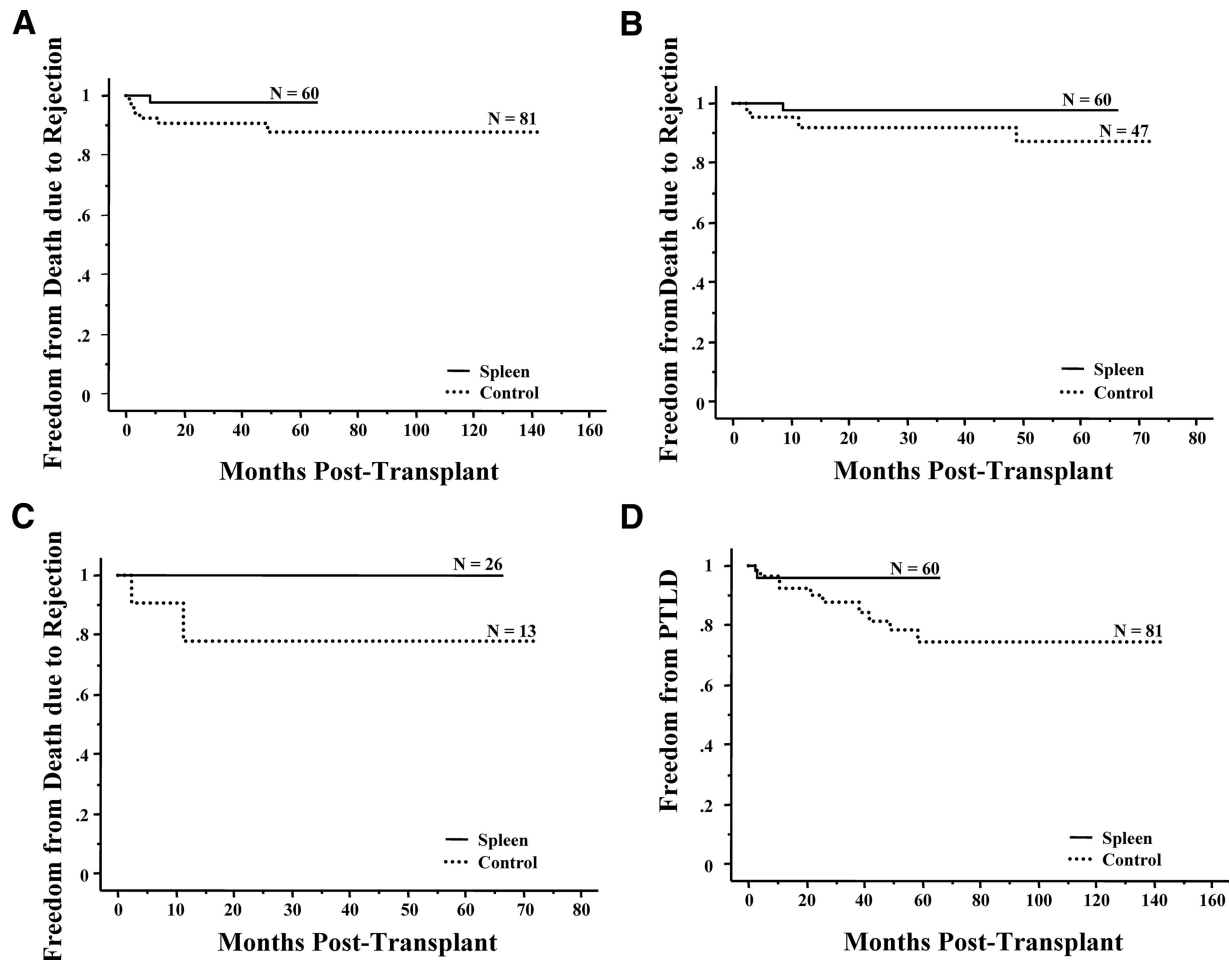 A
Freedom from Death due to Rejection
1
.8
.6
.4
.2
0
N = 60
N = 81
Spleen
Control
0 20 40 60 80 100 120 140 160
Months Post-Transplant
B
Freedom fromDeath due to Rejection
1
.8
.6
.4
.2
0
N = 60
N = 47
Spleen
Control
0 10 20 30 40 50 60 70 80
Months Post-Transplant
C
Freedom from Death due to Rejection
1
.8
.6
.4
.2
0
N = 26
N = 13
Spleen
Control
0 10 20 30 40 50 60 70 80
Months Post-Transplant
D
Freedom from PTLD
1
.8
.6
.4
.2
0
N = 60
N = 81
Spleen
Control
0 20 40 60 80 100 120 140 160
Months Post-Transplant